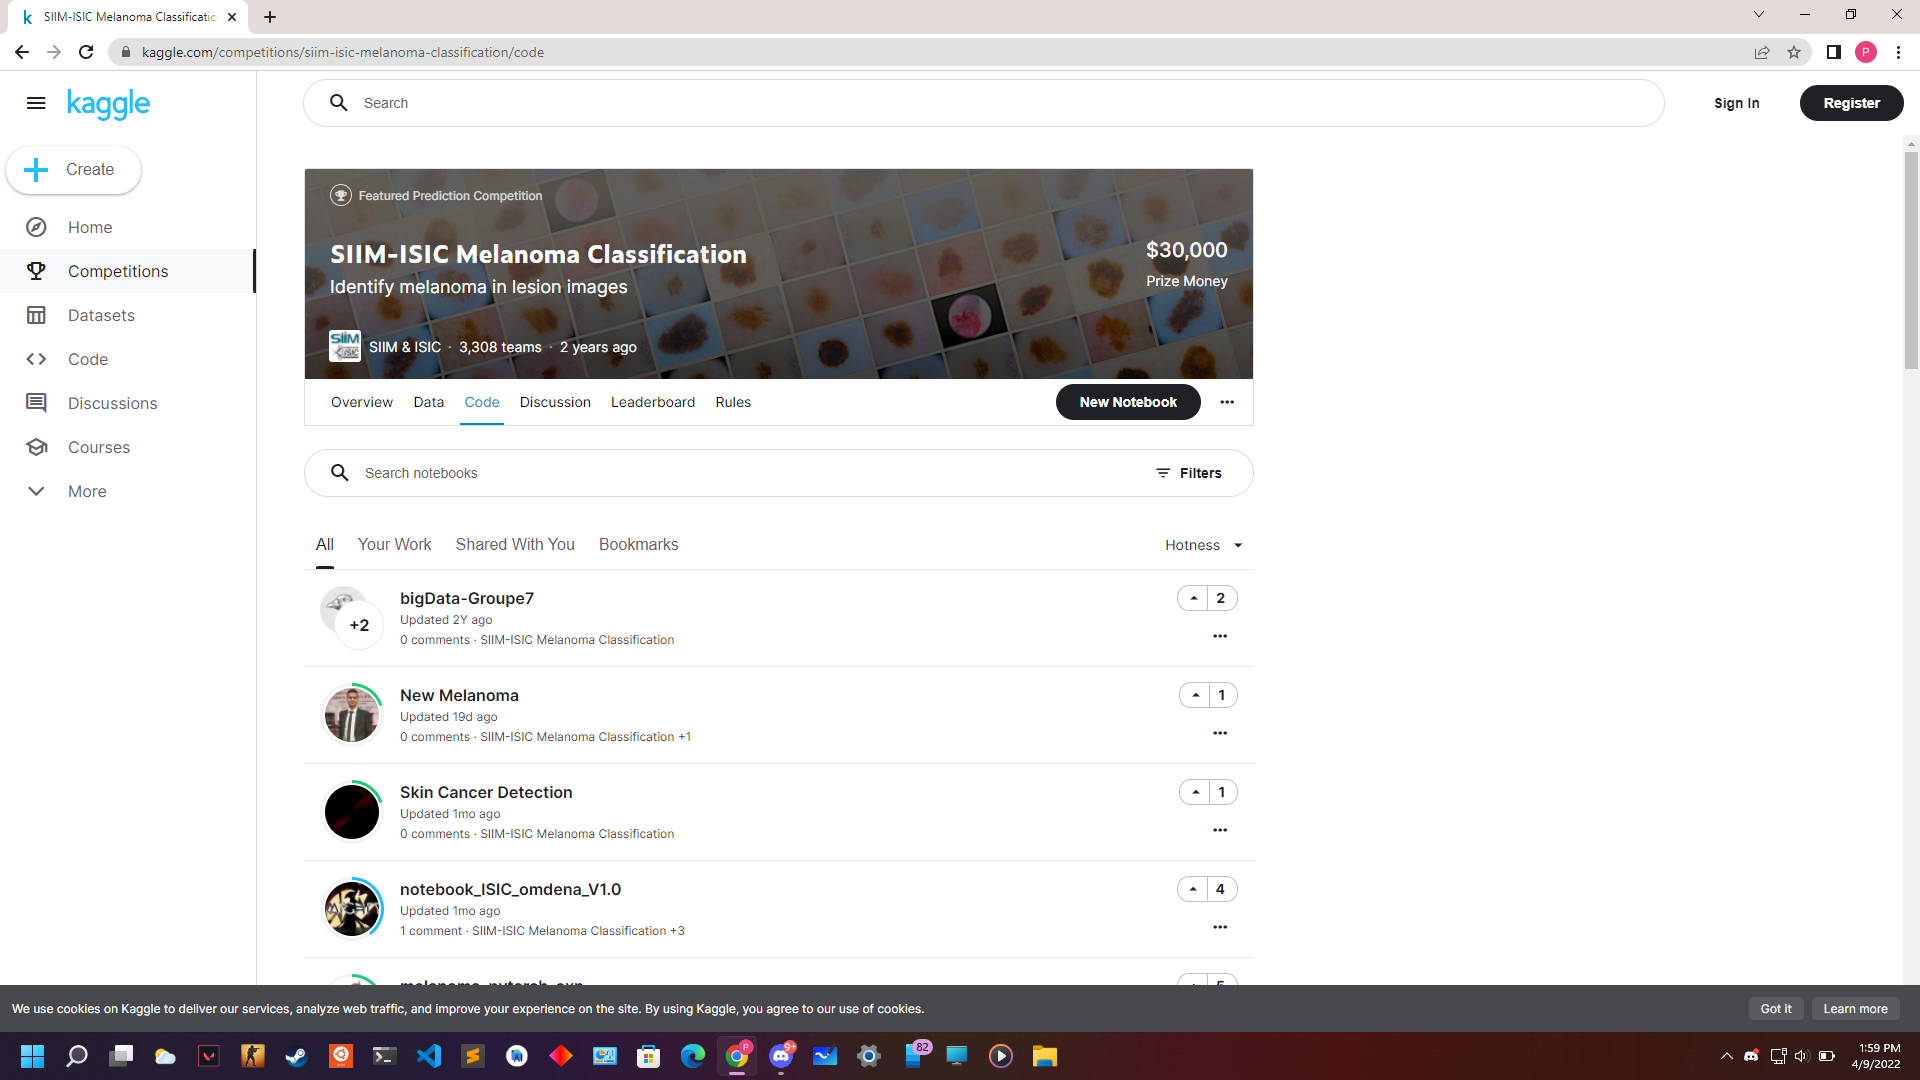 SIIM-ISIC Melanoma Classificatio
kaggle.com/competitions/siim-isic-melanoma-classification/code
P
kaggle
Search
Sign In
Register
Create
Home
Competitions
Datasets
Code
Discussions
Courses
More
Featured Prediction Competition
SIIM-ISIC Melanoma Classification
Identify melanoma in lesion images
$30,000
Prize Money
SIIM & ISIC · 3,308 teams · 2 years ago
Overview
Data
Code
Discussion
Leaderboard
Rules
New Notebook
Search notebooks
Filters
All
Your Work
Shared With You
Bookmarks
Hotness
+2
bigData-Groupe7
Updated 2Y ago
0 comments · SIIM-ISIC Melanoma Classification
2
New Melanoma
Updated 19d ago
0 comments · SIIM-ISIC Melanoma Classification +1
1
Skin Cancer Detection
Updated 1mo ago
0 comments · SIIM-ISIC Melanoma Classification
1
notebook_ISIC_omdena_V1.0
Updated 1mo ago
1 comment · SIIM-ISIC Melanoma Classification +3
4
We use cookies on Kaggle to deliver our services, analyze web traffic, and improve your experience on the site. By using Kaggle, you agree to our use of cookies.
Got it
Learn more
P
9+
82
1:59 PM
4/9/2022